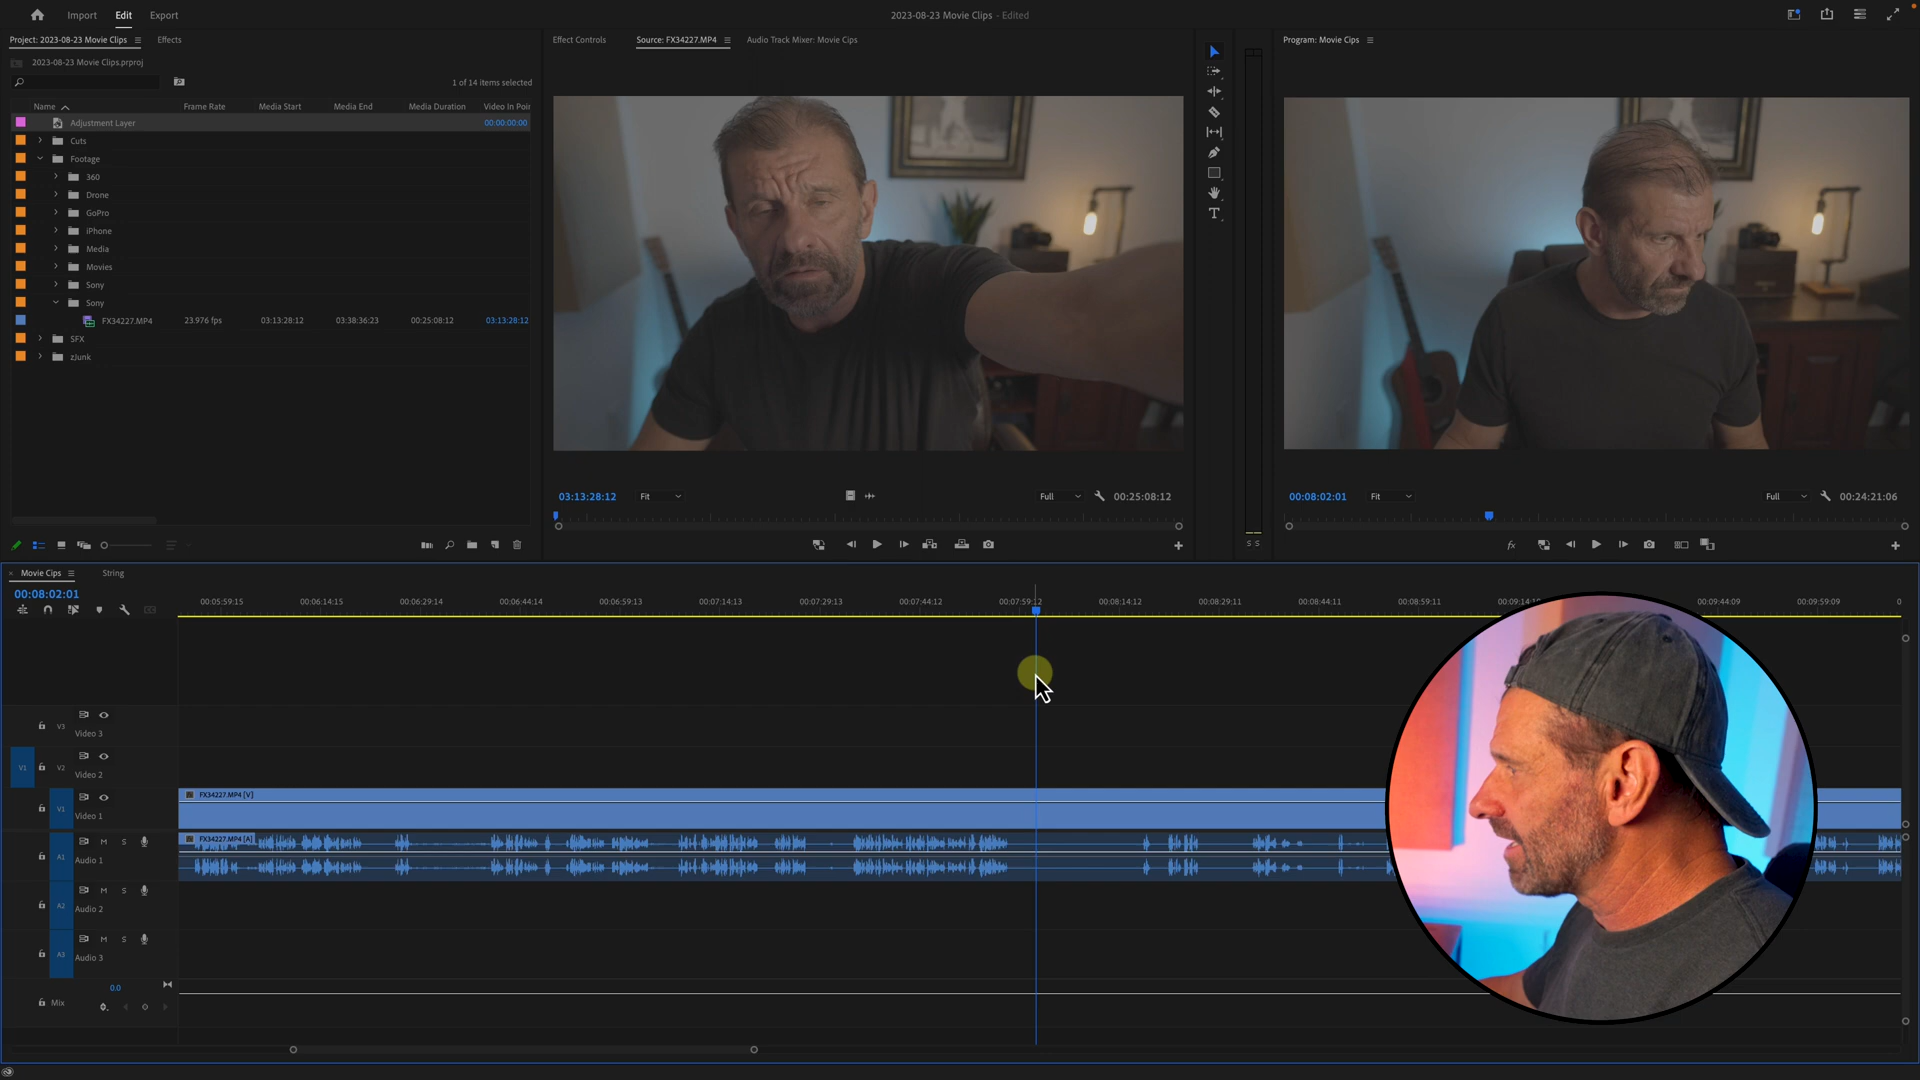 Import Edit Export
2023-08-23 Movie Clips - Edited
Project: 2023-08-23 Movie Clips
Effects
2023-08-23 Movie Clips.prproj
1 of 14 items selected
Name Frame Rate Media Start Media End Media Duration Video In Poin
Adjustment Layer 00:00:00:00
Cuts
Footage
360
Drone
GoPro
iPhone
Media
Movies
Sony
Sony
FX34227.MP4 23.976 fps 03:13:28:12 03:38:36:23 00:25:08:12 03:13:28:12
SFX
zJunk
Effect Controls
Source: FX34227.MP4
Audio Track Mixer: Movie Clips
03:13:28:12
Fit
Full
00:25:08:12
S S
Program: Movie Clips
00:08:02:01
Fit
Full
00:24:21:06
fx
Movie Clips
String
00:08:02:01
00:05:59:15 00:06:14:15 00:06:29:14 00:06:44:14 00:06:59:13 00:07:14:13 00:07:29:13 00:07:44:12 00:07:59:12 00:08:14:12 00:08:29:11 00:08:44:11 00:08:59:11 00:09:14:10 00:09:44:09 00:09:59:09 0
V3
Video 3
V1 V2
Video 2
V1
Video 1
FX34227.MP4 [V]
A1 M S
Audio 1
FX34227.MP4 [A]
A2 M S
Audio 2
A3 M S
Audio 3
0.0
Mix